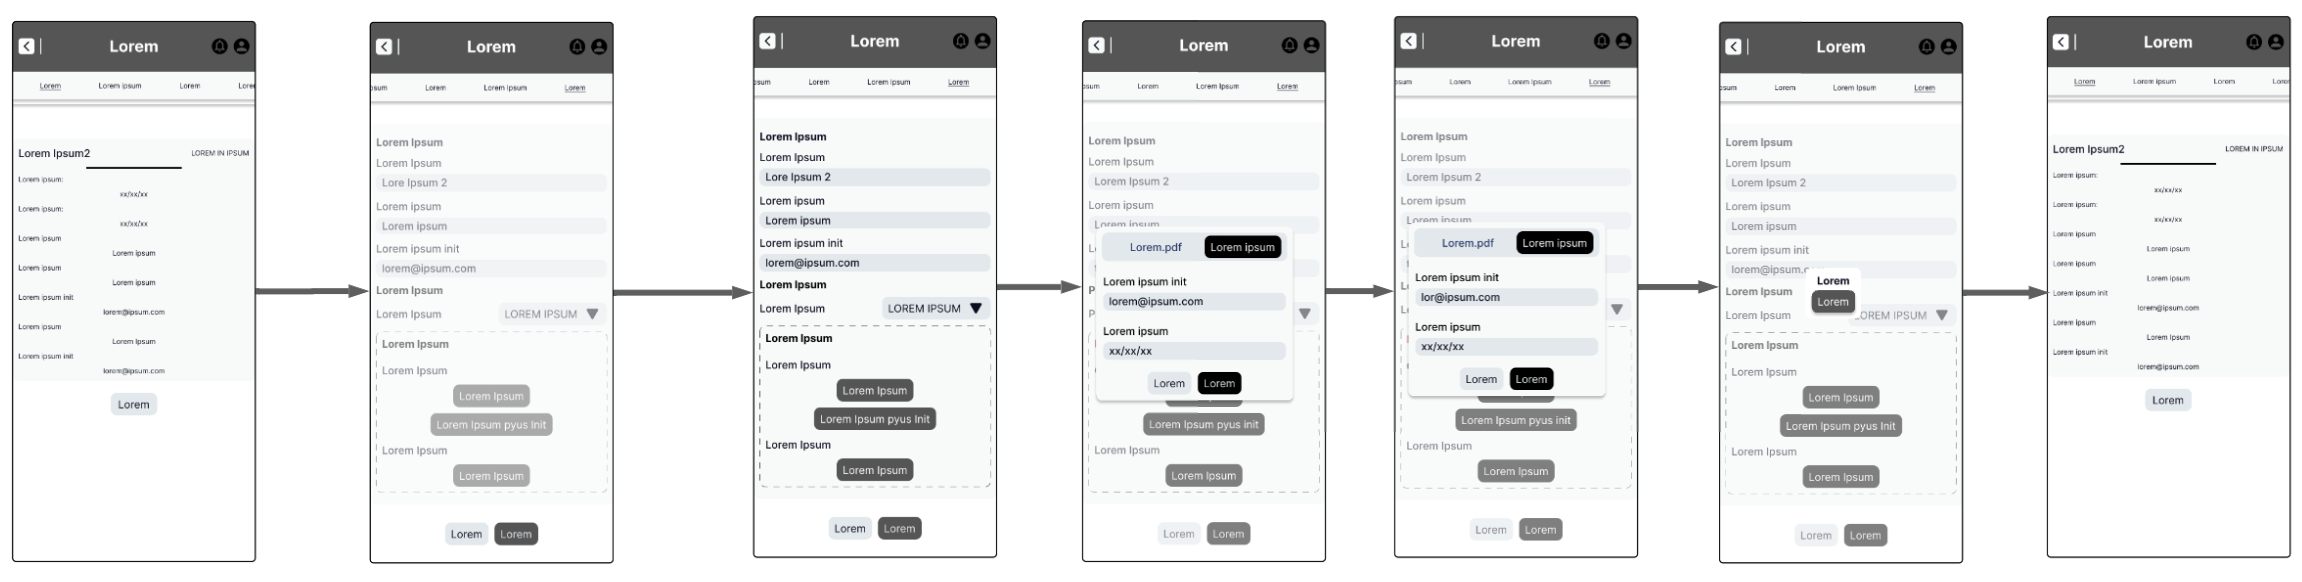 Lorem
Lorem Lorem ipsum Lorem
Lorem Ipsum2 LOREM IN IPSUM
Lorem ipsum:
xx/xx/xx
Lorem ipsum:
xx/xx/xx
Lorem ipsum
Lorem ipsum
Lorem ipsum
Lorem ipsum
Lorem ipsum init
lorem@ipsum.com
Lorem ipsum
Lorem ipsum
Lorem ipsum init
lorem@ipsum.com
Lorem
Lorem
psum Lorem Lorem Ipsum Lorem
Lorem Ipsum
Lorem Ipsum
Lore Ipsum 2
Lorem ipsum
Lorem ipsum
Lorem ipsum init
lorem@ipsum.com
Lorem Ipsum
Lorem Ipsum LOREM IPSUM
Lorem Ipsum
Lorem Ipsum
Lorem Ipsum
Lorem Ipsum pyus Init
Lorem Ipsum
Lorem Ipsum
Lorem Lorem
Lorem
psum Lorem Lorem Ipsum Lorem
Lorem Ipsum
Lorem Ipsum
Lore Ipsum 2
Lorem ipsum
Lorem ipsum
Lorem ipsum init
lorem@ipsum.com
Lorem Ipsum
Lorem Ipsum LOREM IPSUM
Lorem Ipsum
Lorem Ipsum
Lorem Ipsum
Lorem Ipsum pyus Init
Lorem Ipsum
Lorem Ipsum
Lorem Lorem
Lorem
psum Lorem Lorem Ipsum Lorem
Lorem Ipsum
Lorem Ipsum
Lorem Ipsum 2
Lorem ipsum
Lorem ipsum
Lorem.pdf Lorem ipsum
Lorem ipsum init
lorem@ipsum.com
Lorem ipsum
xx/xx/xx
Lorem Lorem
Lorem Ipsum pyus init
Lorem Ipsum
Lorem Ipsum
Lorem Lorem
Lorem
psum Lorem Lorem Ipsum Lorem
Lorem Ipsum
Lorem Ipsum
Lorem Ipsum 2
Lorem ipsum
Lorem ipsum
Lorem.pdf Lorem ipsum
Lorem ipsum init
lor@ipsum.com
Lorem ipsum
xx/xx/xx
Lorem Lorem
Lorem Ipsum pyus init
Lorem Ipsum
Lorem Ipsum
Lorem Lorem
Lorem
psum Lorem Lorem Ipsum Lorem
Lorem Ipsum
Lorem Ipsum
Lorem Ipsum 2
Lorem ipsum
Lorem ipsum
Lorem ipsum init
lorem@ipsum.
Lorem
Lorem Ipsum
Lorem
Lorem Ipsum LOREM IPSUM
Lorem Ipsum
Lorem Ipsum
Lorem Ipsum
Lorem Ipsum pyus Init
Lorem Ipsum
Lorem Ipsum
Lorem Lorem
Lorem
Lorem Lorem ipsum Lorem
Lorem Ipsum2 LOREM IN IPSUM
Lorem ipsum:
xx/xx/xx
Lorem ipsum:
xx/xx/xx
Lorem ipsum
Lorem ipsum
Lorem ipsum
Lorem ipsum
Lorem ipsum init
lorem@ipsum.com
Lorem ipsum
Lorem ipsum
Lorem ipsum init
lorem@ipsum.com
Lorem